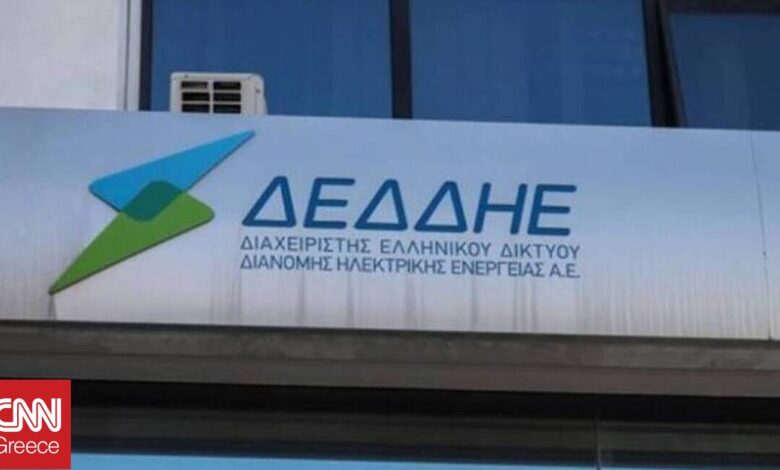 ΔΕΔΔΗΕ
ΔΙΑΧΕΙΡΙΣΤΗΣ ΕΛΛΗΝΙΚΟΥ ΔΙΚΤΥΟΥ
ΔΙΑΝΟΜΗΣ ΗΛΕΚΤΡΙΚΗΣ ΕΝΕΡΓΕΙΑΣ Α.Ε.
CNN
Greece